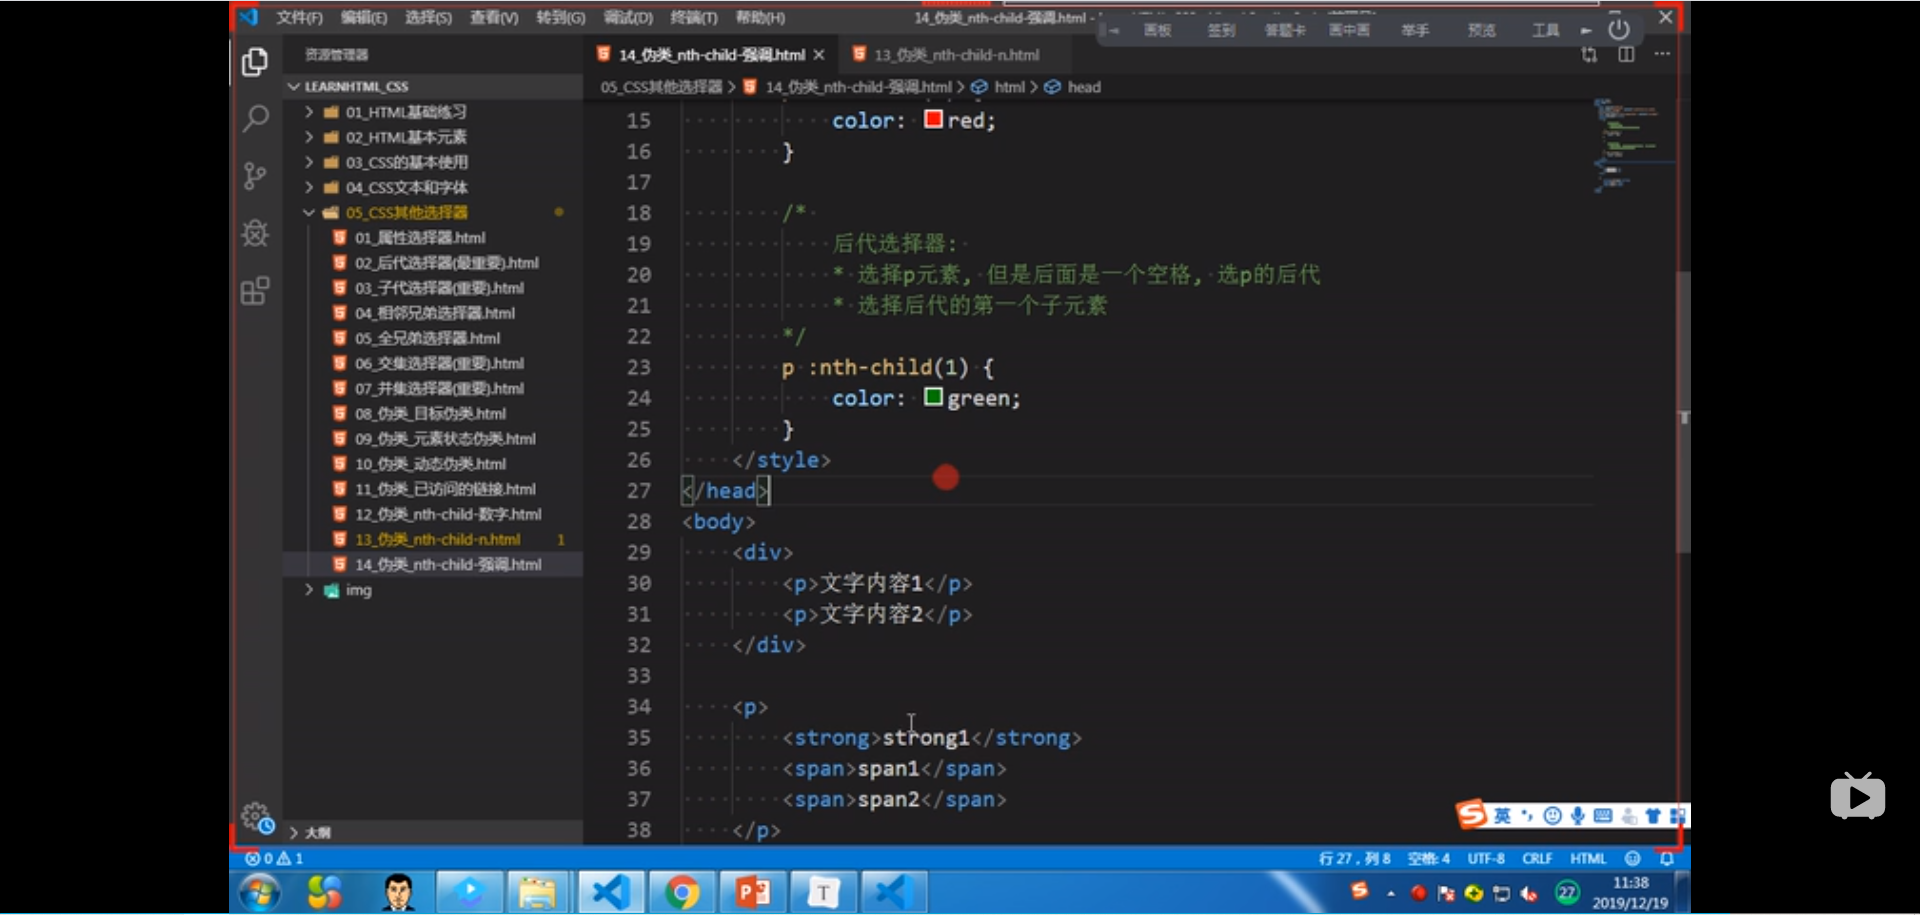 文件(F) 编辑(E) 选择(S) 查看(V) 转到(G) 调试(D) 终端(T) 帮助(H) 14_伪类_nth-child-强调.html -
画板 签到 答题卡 画中画 举手 预览 工具
资源管理器
14_伪类_nth-child-强调.html 13_伪类_nth-child-n.html
05_CSS其他选择器 > 14_伪类_nth-child-强调.html > html > head
LEARNHTML_CSS
01_HTML基础练习
02_HTML基本元素
03_CSS的基本使用
04_CSS文本和字体
05_CSS其他选择器
01_属性选择器.html
02_后代选择器(最重要).html
03_子代选择器(重要).html
04_相邻兄弟选择器.html
05_全兄弟选择器.html
06_交集选择器(重要).html
07_并集选择器(重要).html
08_伪类_目标伪类.html
09_伪类_元素状态伪类.html
10_伪类_动态伪类.html
11_伪类_已访问的链接.html
12_伪类_nth-child-数字.html
13_伪类_nth-child-n.html 1
14_伪类_nth-child-强调.html
img
大纲
15 color: red;
16 }
17
18 /*
19 后代选择器:
20 * 选择p元素, 但是后面是一个空格, 选p的后代
21 * 选择后代的第一个子元素
22 */
23 p :nth-child(1) {
24 color: green;
25 }
26 </style>
27 </head>
28 <body>
29 <div>
30 <p>文字内容1</p>
31 <p>文字内容2</p>
32 </div>
33
34 <p>
35 <strong>strong1</strong>
36 <span>span1</span>
37 <span>span2</span>
38 </p>
英
0 1 行 27, 列 8 空格: 4 UTF-8 CRLF HTML
27
11:38
2019/12/19